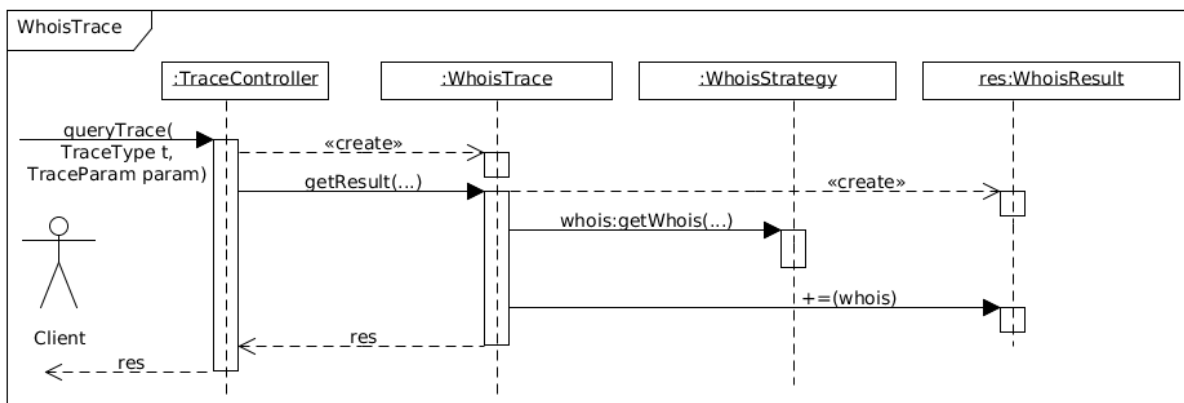 WhoisTrace
:TraceController
:WhoisTrace
:WhoisStrategy
res:WhoisResult
queryTrace(
TraceType t,
TraceParam param)
«create»
getResult(...)
«create»
whois:getWhois(...)
+=(whois)
Client
res
res